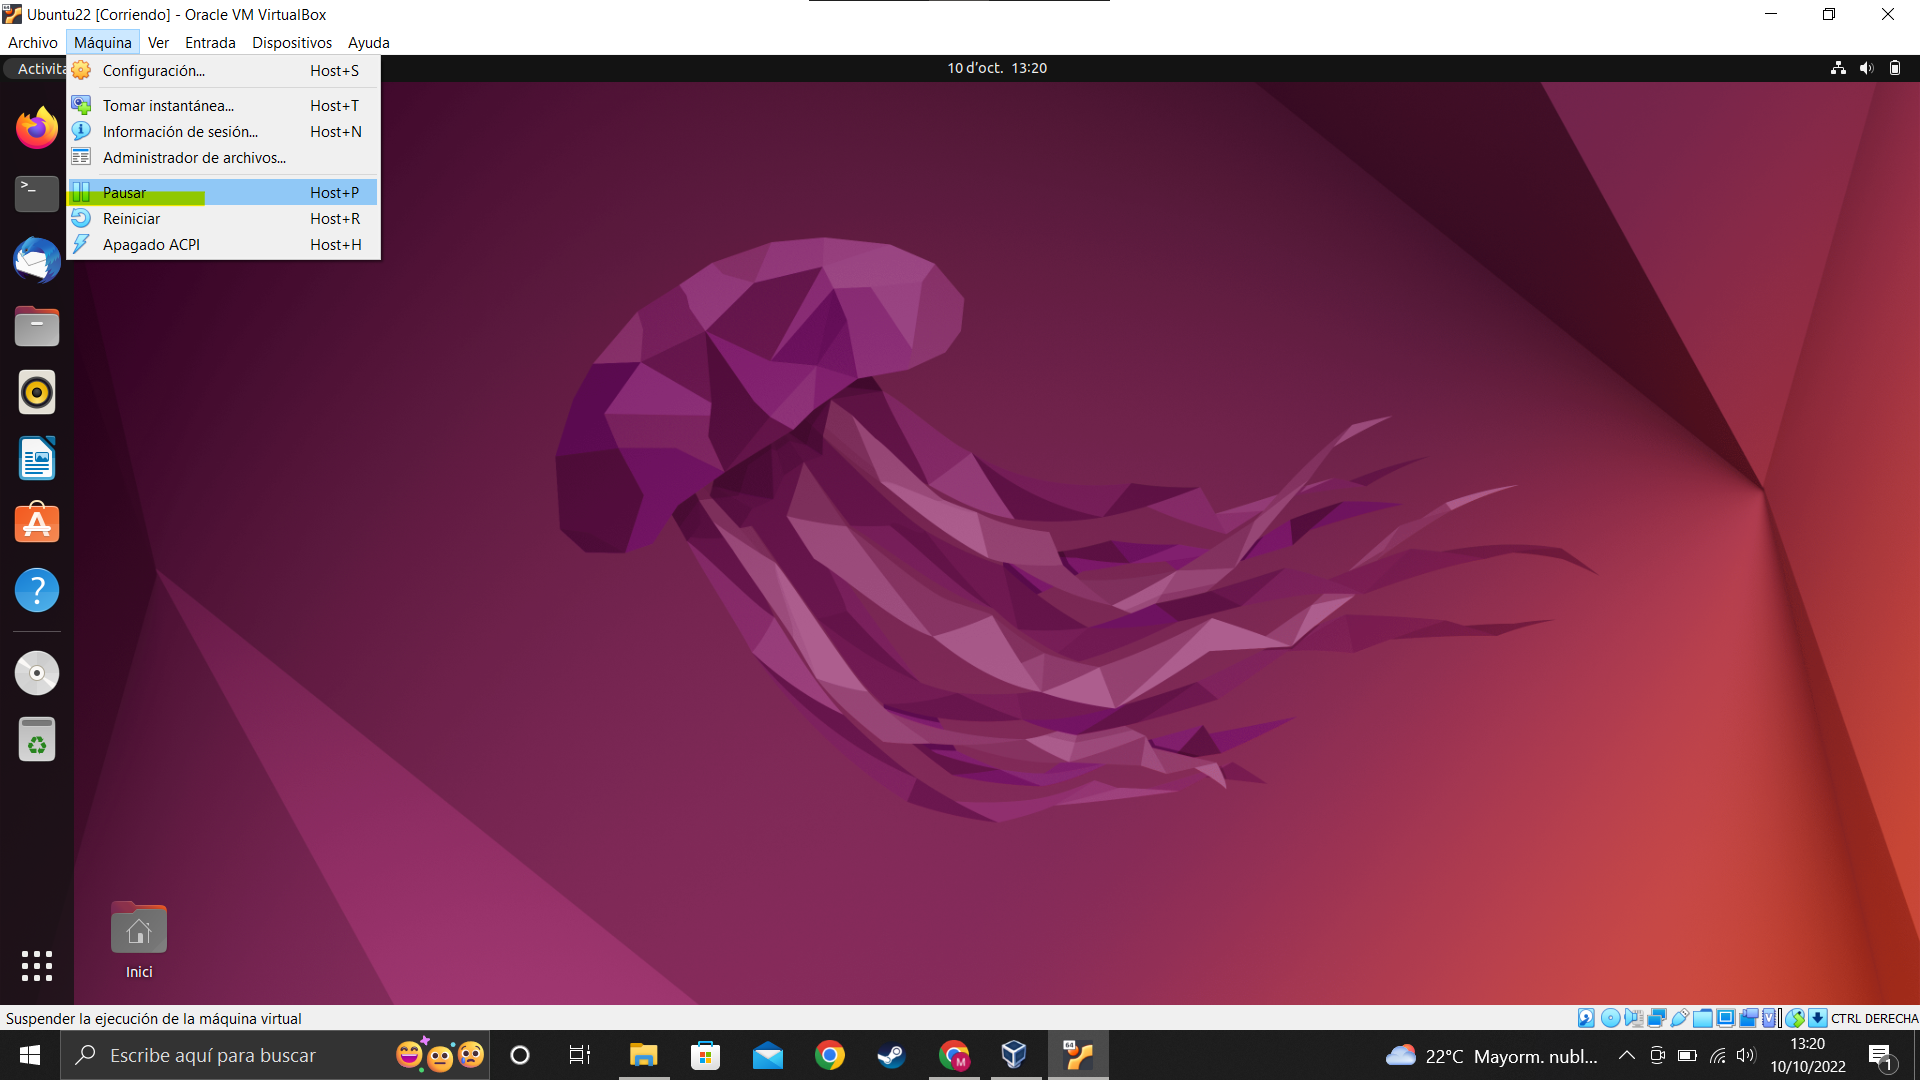 Ubuntu22 [Corriendo] - Oracle VM VirtualBox
Archivo Máquina Ver Entrada Dispositivos Ayuda
Activita
10 d'oct. 13:20
Configuración... Host+S
Tomar instantánea... Host+T
Información de sesión... Host+N
Administrador de archivos...
Pausar Host+P
Reiniciar Host+R
Apagado ACPI Host+H
Inici
Suspender la ejecución de la máquina virtual
CTRL DERECHA
Escribe aquí para buscar
22°C Mayorm. nubl...
13:20
10/10/2022
1